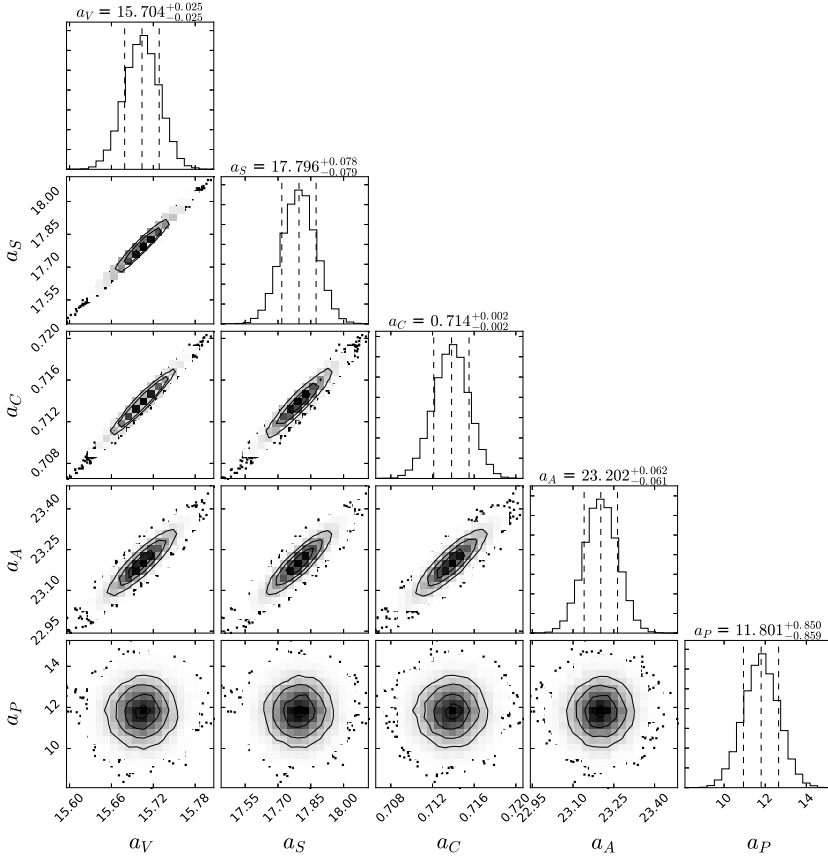 a_V = 15.704^{+0.025}_{-0.025}
a_S = 17.796^{+0.078}_{-0.079}
18.00
17.85
17.70
17.55
a_S
a_C = 0.714^{+0.002}_{-0.002}
0.720
0.716
0.712
0.708
a_C
a_A = 23.202^{+0.062}_{-0.061}
23.40
23.25
23.10
22.95
a_A
a_P = 11.801^{+0.850}_{-0.859}
14
12
10
a_P
15.60 15.66 15.72 15.78 17.55 17.70 17.85 18.00 0.708 0.712 0.716 0.720 22.95 23.10 23.25 23.40 10 12 14
a_V a_S a_C a_A a_P